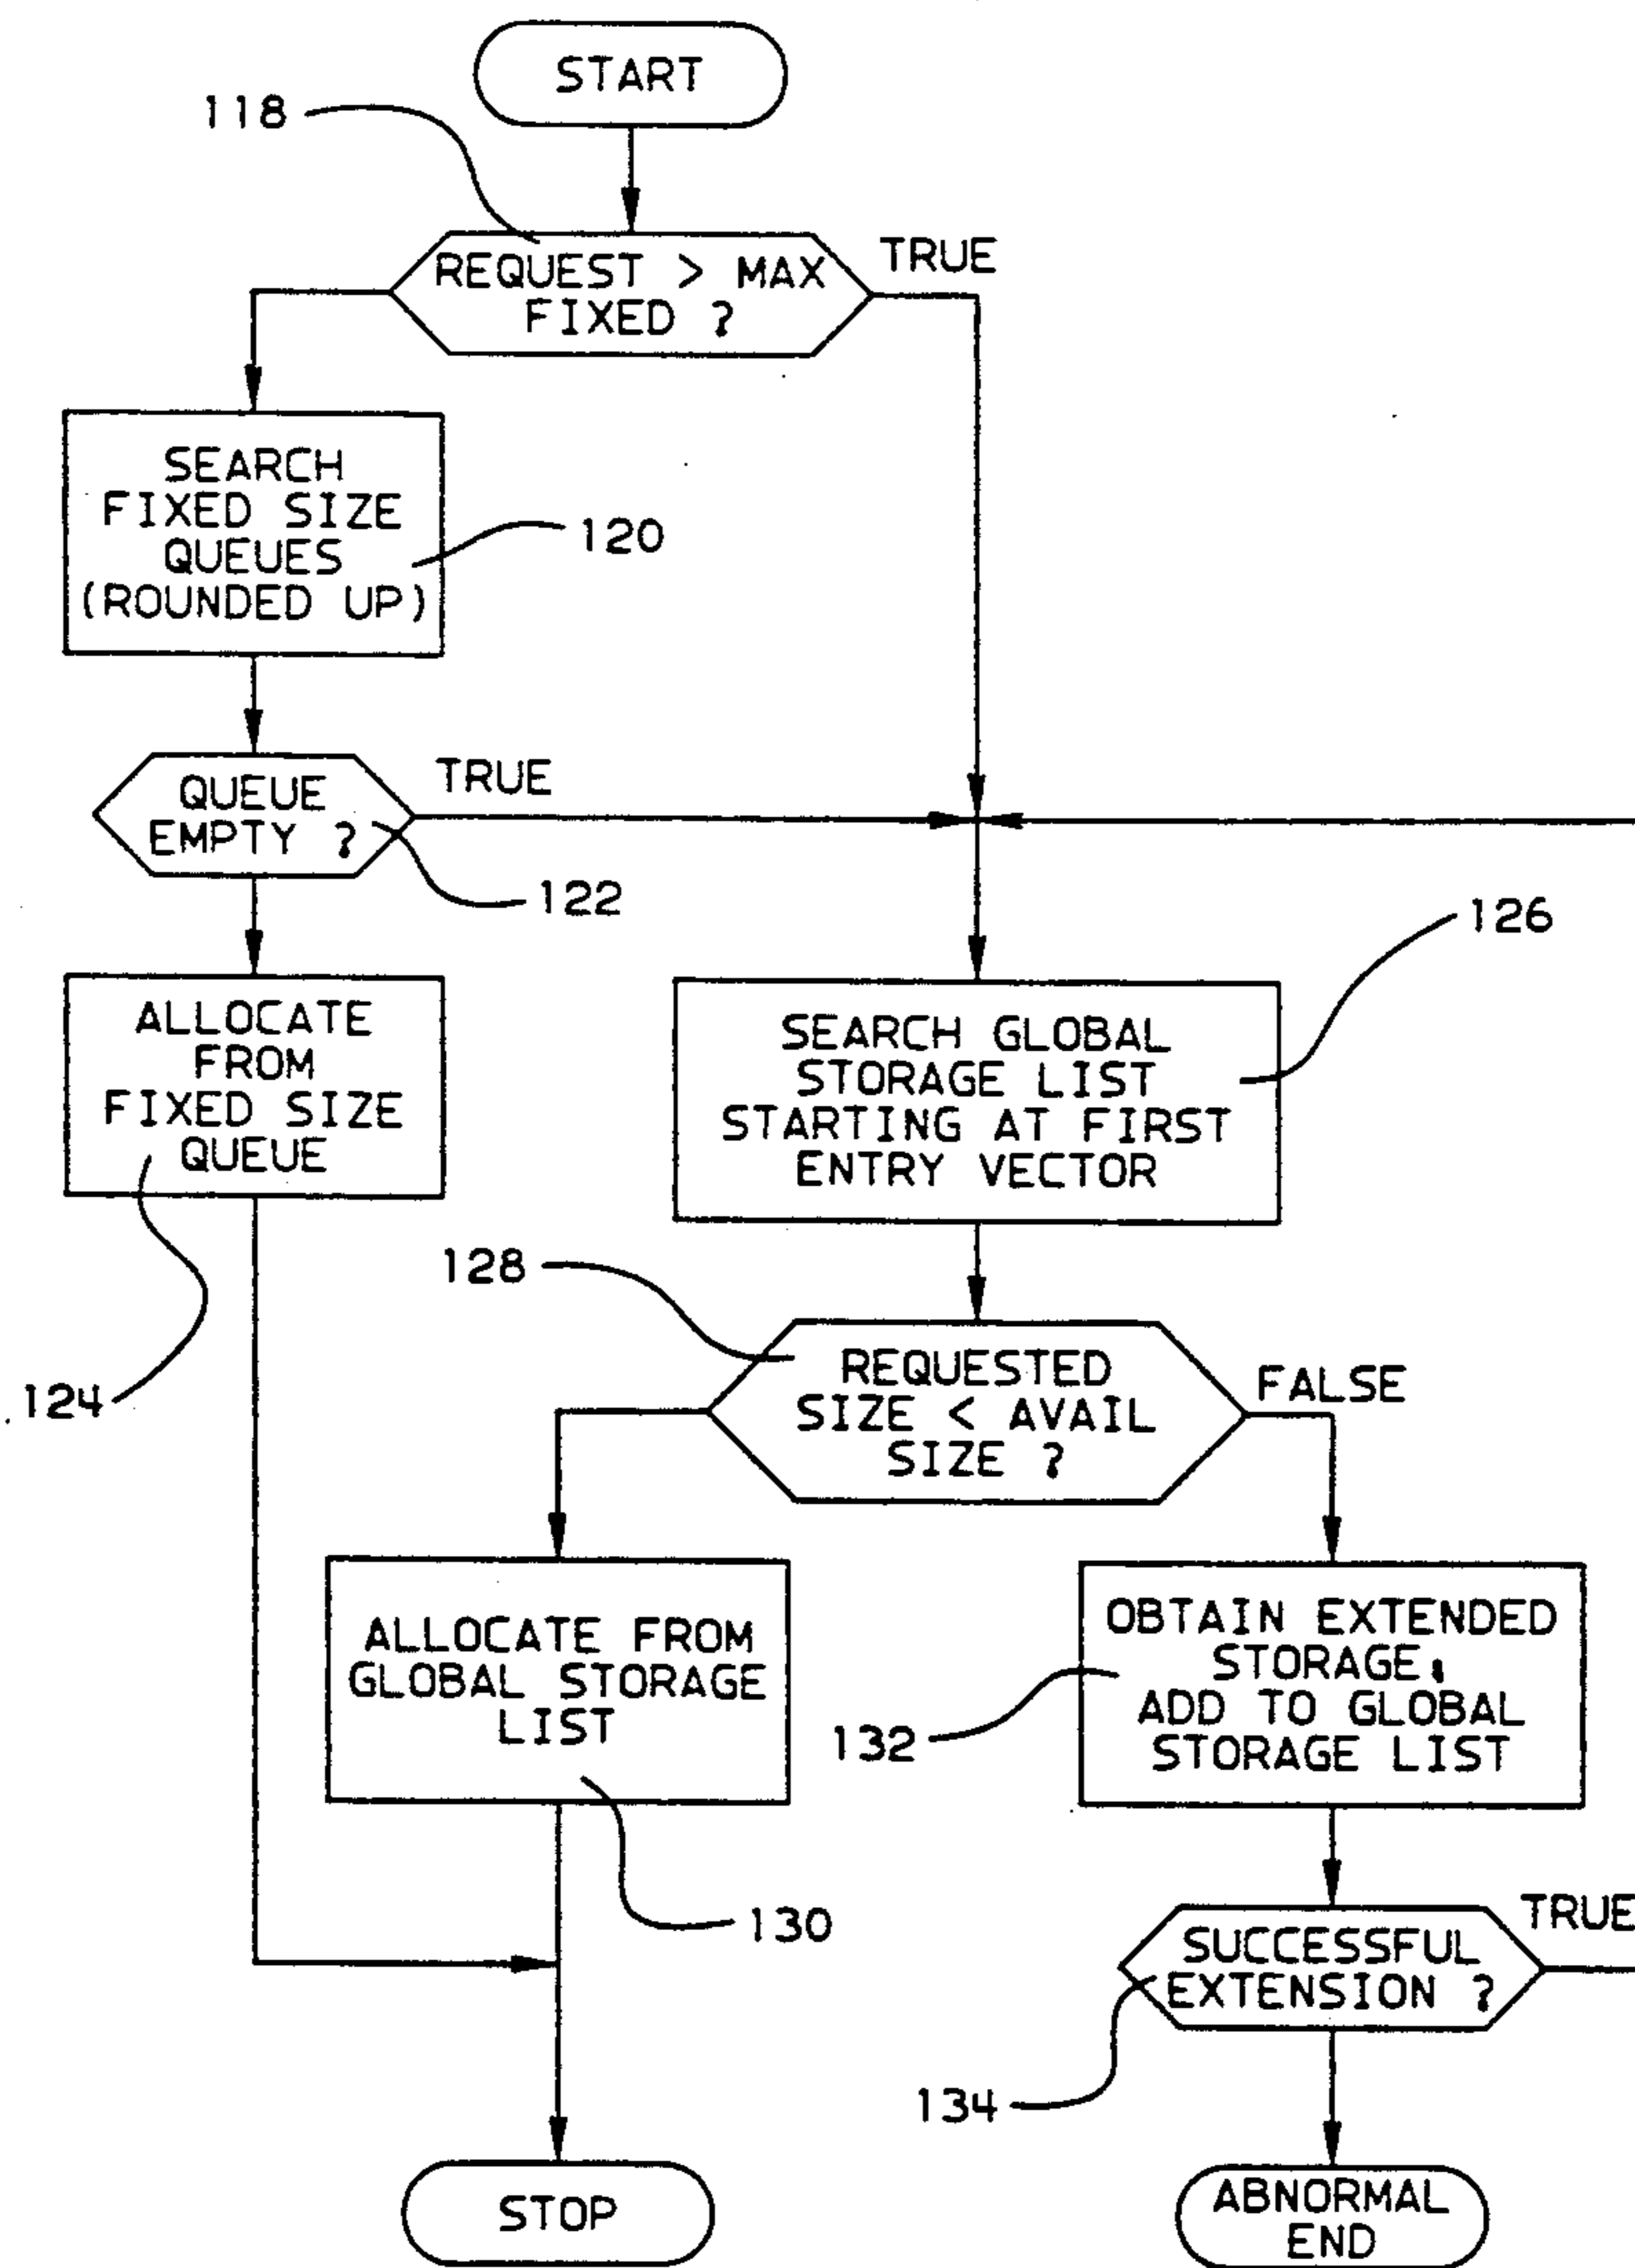 START
118
REQUEST > MAX
FIXED ?
TRUE
SEARCH
FIXED SIZE
QUEUES
(ROUNDED UP)
120
QUEUE
EMPTY ?
TRUE
122
126
ALLOCATE
FROM
FIXED SIZE
QUEUE
124
SEARCH GLOBAL
STORAGE LIST
STARTING AT FIRST
ENTRY VECTOR
128
REQUESTED
SIZE < AVAIL
SIZE ?
FALSE
ALLOCATE FROM
GLOBAL STORAGE
LIST
130
OBTAIN EXTENDED
STORAGE;
ADD TO GLOBAL
STORAGE LIST
132
SUCCESSFUL
EXTENSION ?
TRUE
134
STOP
ABNORMAL
END